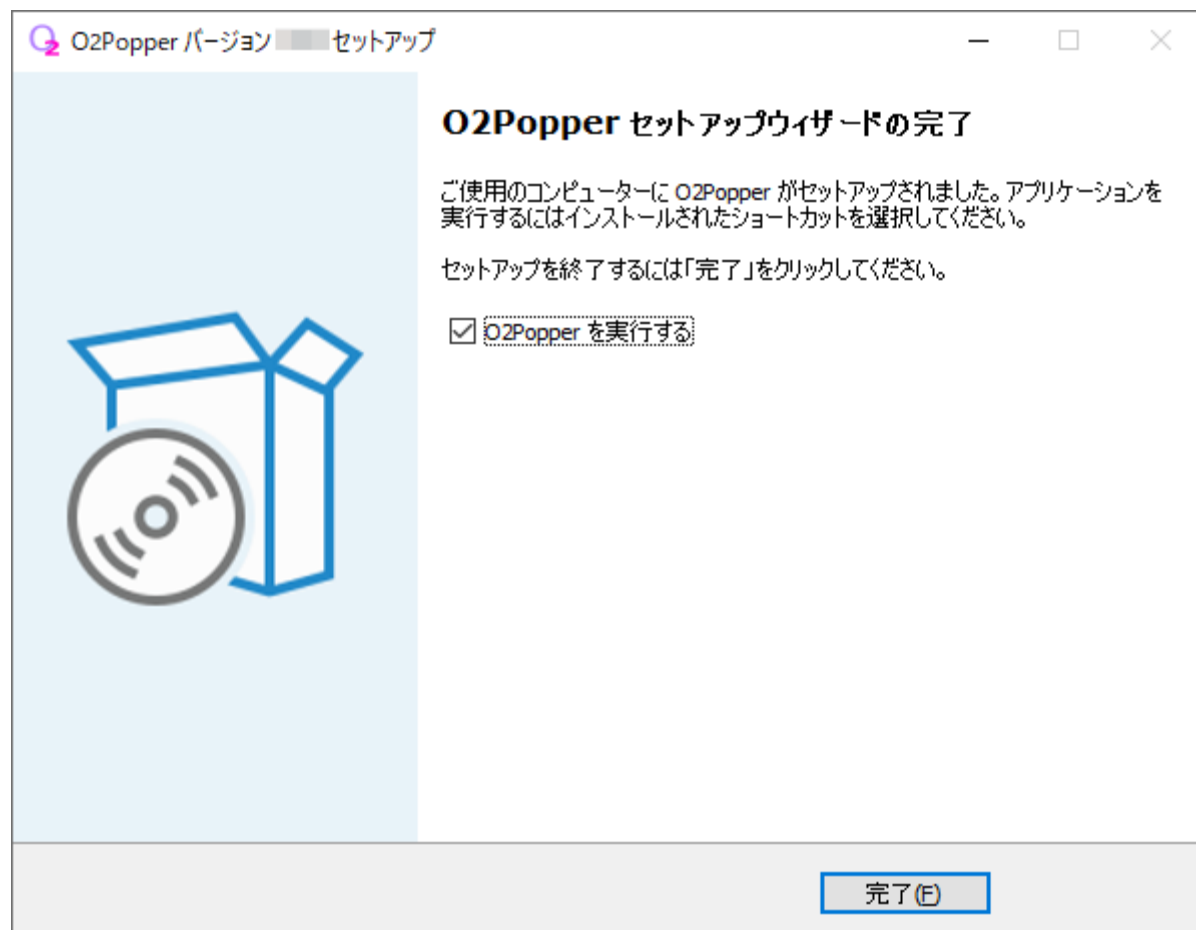 O2Popper バージョン セットアップ
O2Popper セットアップウィザードの完了
ご使用のコンピューターに O2Popper がセットアップされました。アプリケーションを
実行するにはインストールされたショートカットを選択してください。
セットアップを終了するには「完了」をクリックしてください。
O2Popper を実行する
完了(F)